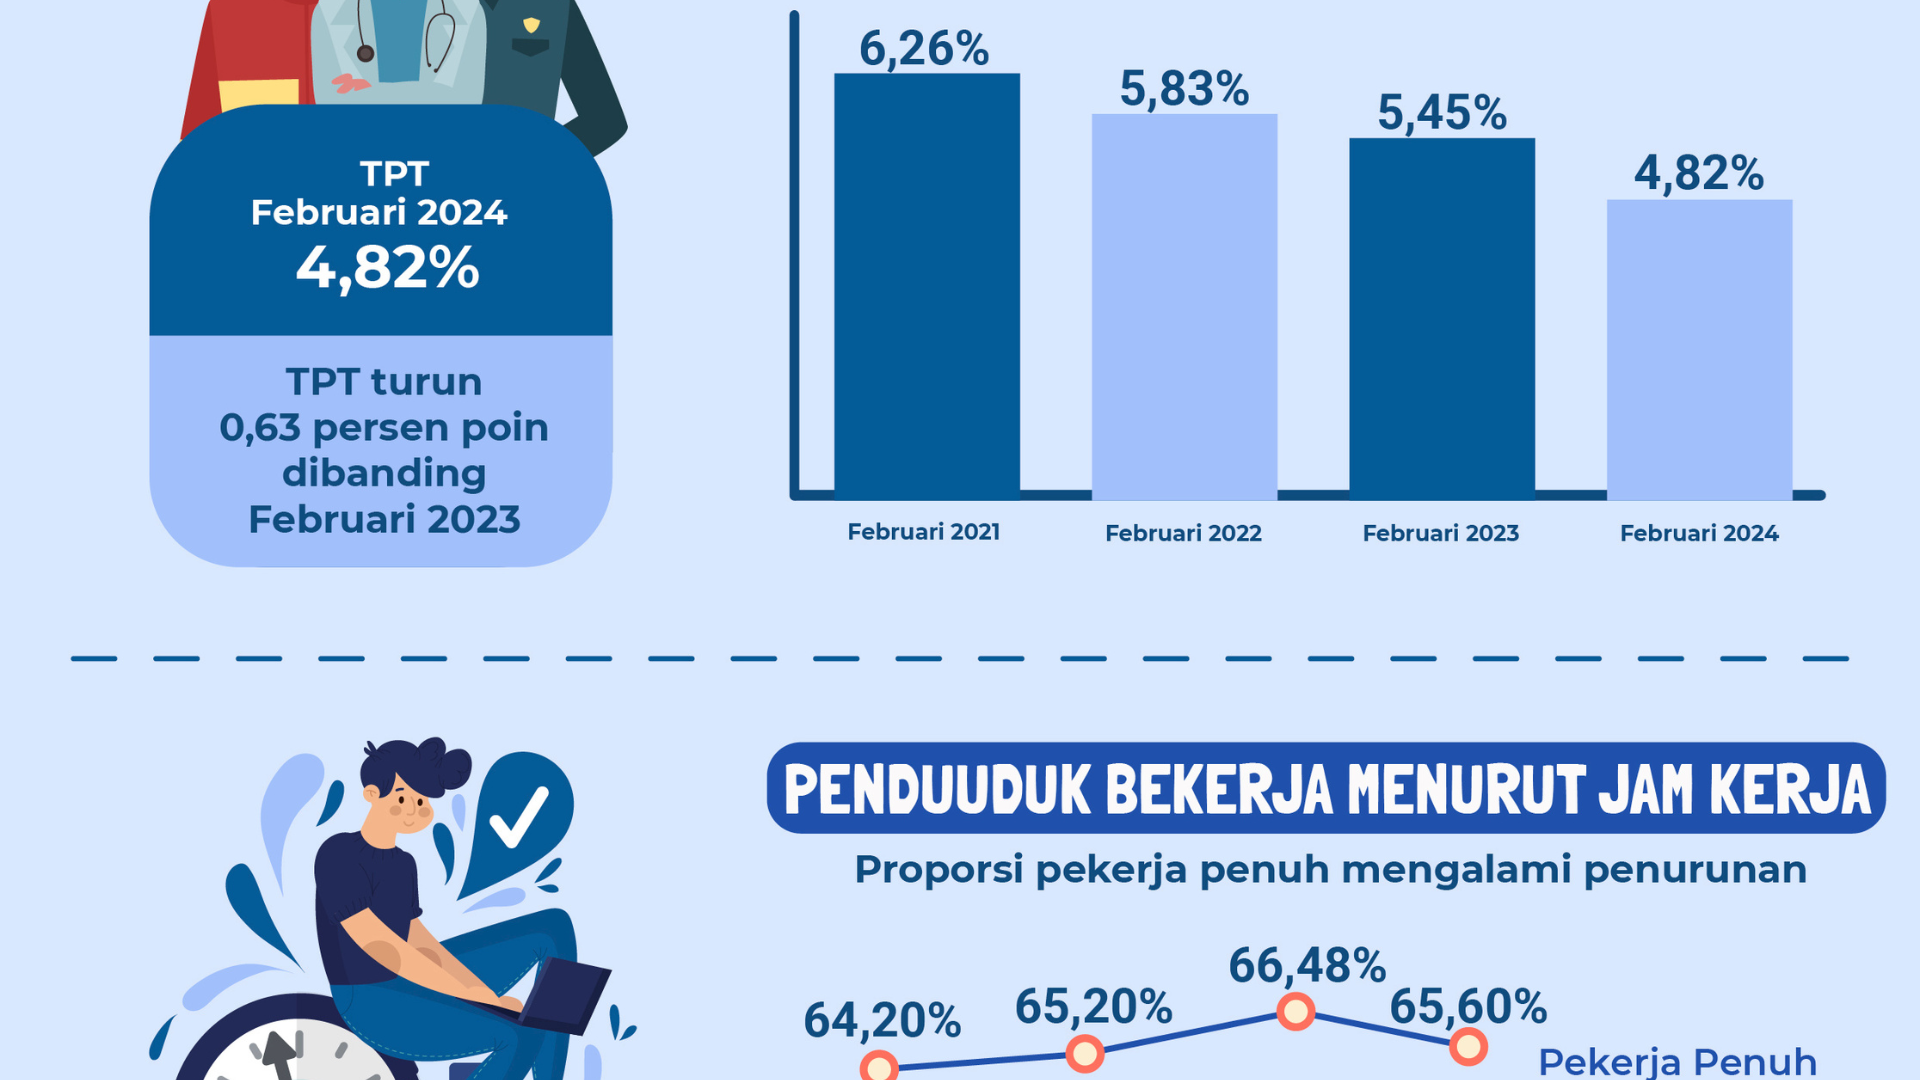 TPT
Februari 2024
4,82%
TPT turun
0,63 persen poin
dibanding
Februari 2023
6,26%
5,83%
5,45%
4,82%
Februari 2021
Februari 2022
Februari 2023
Februari 2024
PENDUUDUK BEKERJA MENURUT JAM KERJA
Proporsi pekerja penuh mengalami penurunan
64,20%
65,20%
66,48%
65,60%
Pekerja Penuh